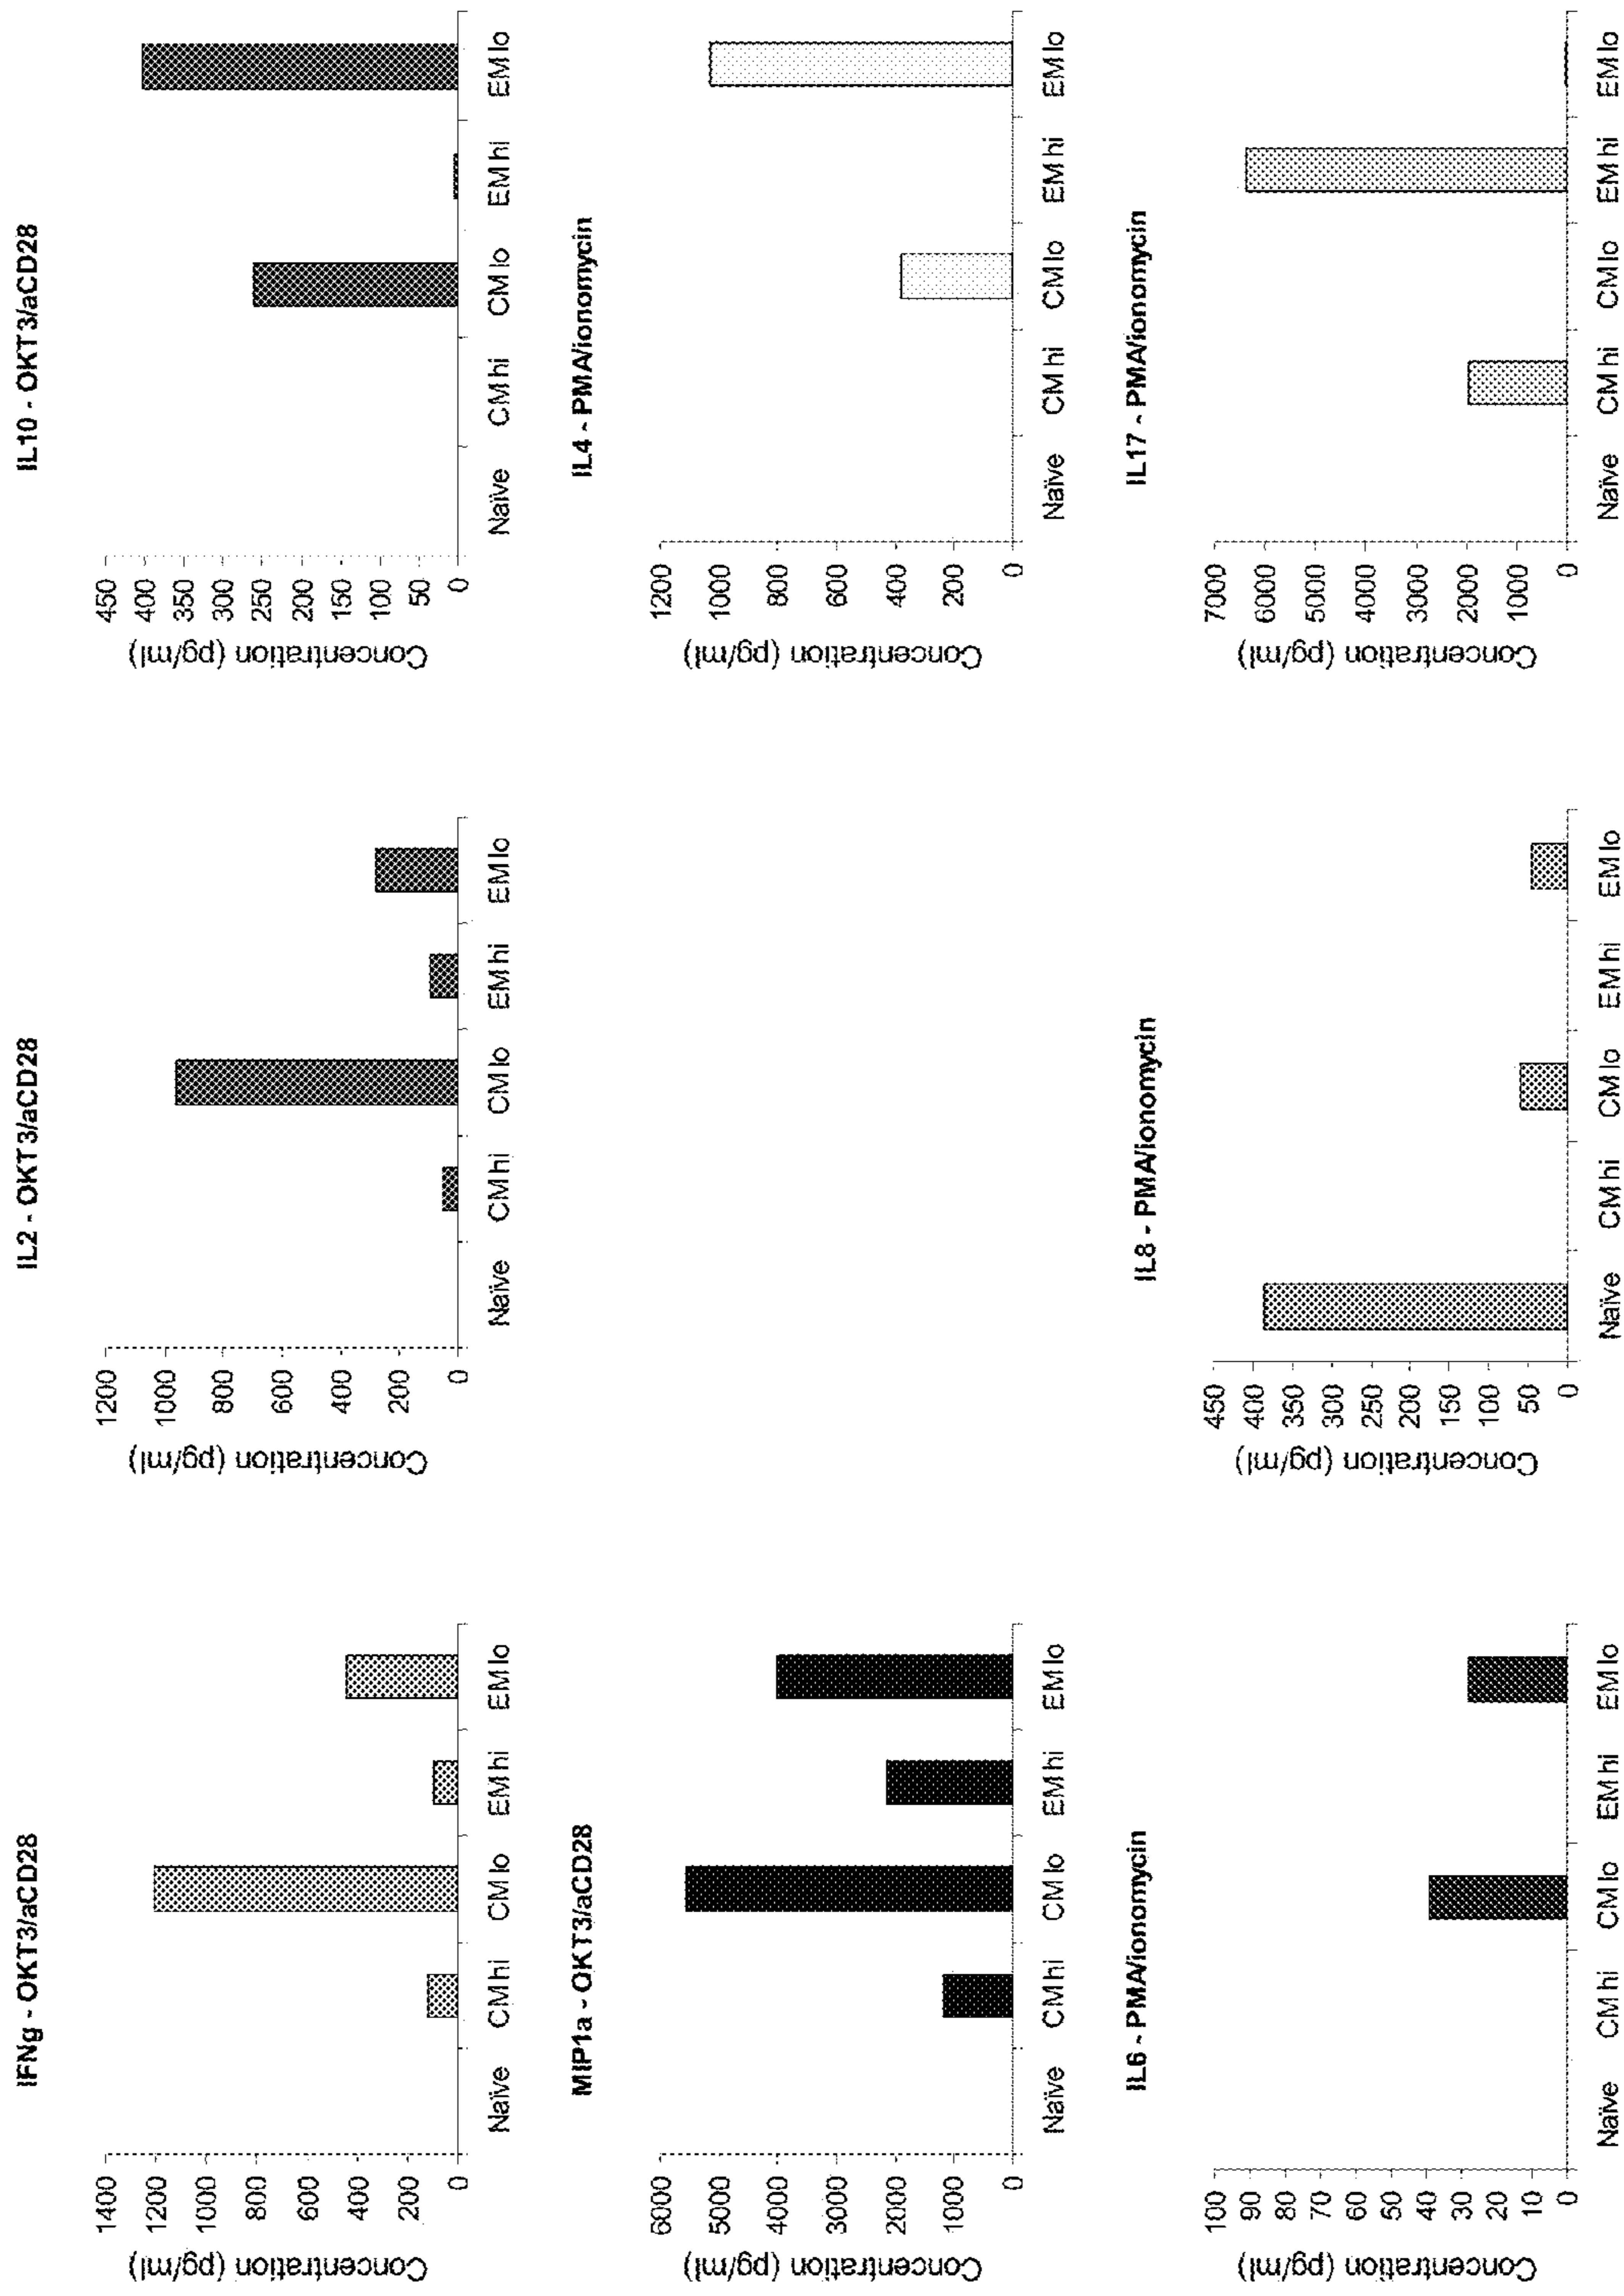 IFNg - OKT3/aCD28
Concentration (pg/ml)
1400
1200
1000
800
600
400
200
0
Naïve CM hi CM lo EM hi EM lo
IL2 - OKT3/aCD28
Concentration (pg/ml)
1200
1000
800
600
400
200
0
Naïve CM hi CM lo EM hi EM lo
IL10 - OKT3/aCD28
Concentration (pg/ml)
450
400
350
300
250
200
150
100
50
0
Naïve CM hi CM lo EM hi EM lo
MIP1a - OKT3/aCD28
Concentration (pg/ml)
6000
5000
4000
3000
2000
1000
0
Naïve CM hi CM lo EM hi EM lo
IL4 - PMA/ionomycin
Concentration (pg/ml)
1200
1000
800
600
400
200
0
Naïve CM hi CM lo EM hi EM lo
IL6 - PMA/ionomycin
Concentration (pg/ml)
100
90
80
70
60
50
40
30
20
10
0
Naïve CM hi CM lo EM hi EM lo
IL8 - PMA/ionomycin
Concentration (pg/ml)
450
400
350
300
250
200
150
100
50
0
Naïve CM hi CM lo EM hi EM lo
IL17 - PMA/ionomycin
Concentration (pg/ml)
7000
6000
5000
4000
3000
2000
1000
0
Naïve CM hi CM lo EM hi EM lo